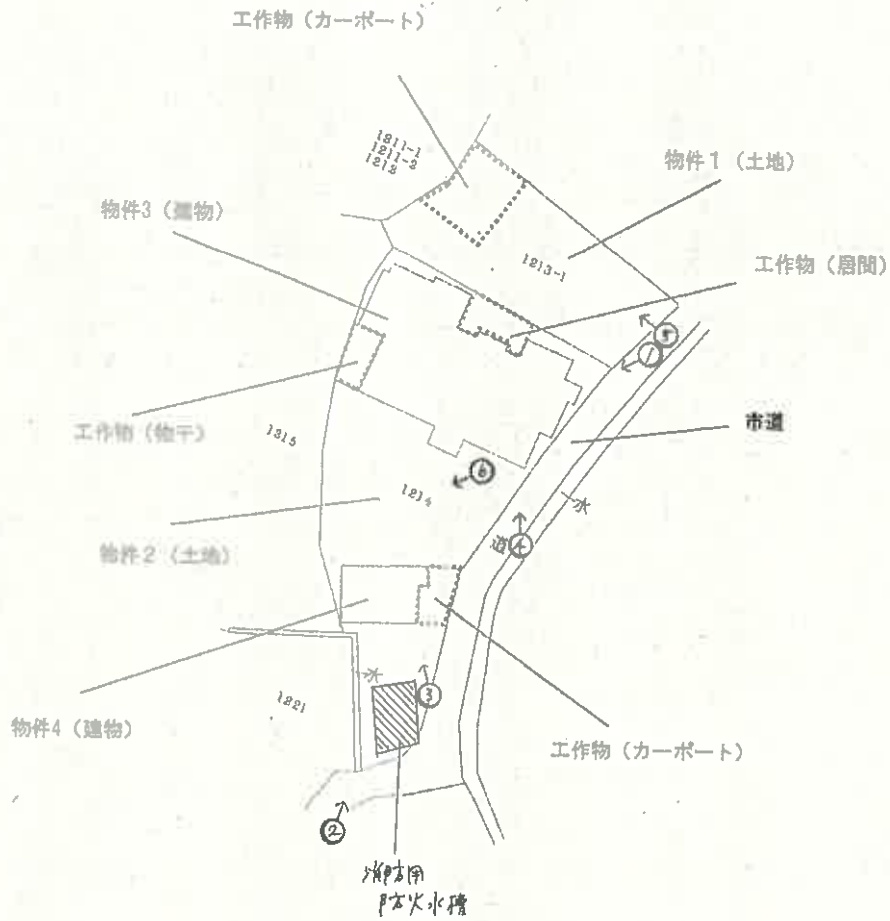 工作物（カーポート）
1311-1
1211-2
1212
物件1（土地）
物件3（建物）
1213-1
工作物（居間）
5
1
工作物（物干）
市道
1315
6
1214
水
物件2（土地）
道
4
水
3
1221
物件4（建物）
工作物（カーポート）
2
消防用
防火水槽